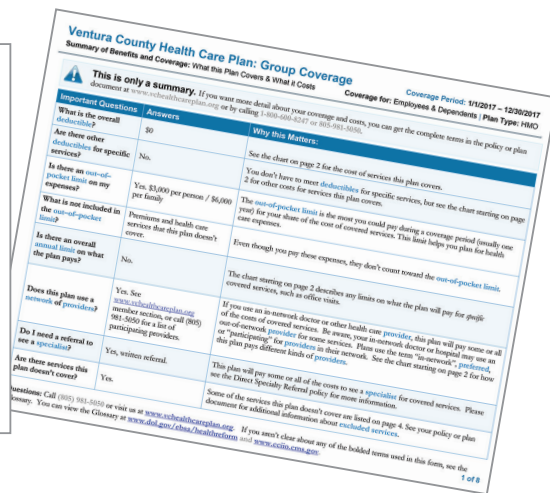 Ventura County Health Care Plan: Group Coverage
Summary of Benefits and Coverage: What this Plan Covers & What it Costs
Coverage Period: 1/1/2017 – 12/30/2017
Coverage for: Employees & Dependents | Plan Type: HMO
This is only a summary. If you want more detail about your coverage and costs, you can get the complete terms in the policy or plan
document at www.vchealthcareplan.org or by calling 1-800-600-8247 or 805-981-5050.
Important Questions
Answers
Why this Matters:
What is the overall
deductible?
$0
See the chart on page 2 for the cost of services this plan covers.
Are there other
deductibles for specific
services?
No.
You don't have to meet deductibles for specific services, but see the chart starting on page
2 for other costs for services this plan covers.
Is there an out-of-
pocket limit on my
expenses?
Yes. $3,000 per person / $6,000
per family
The out-of-pocket limit is the most you could pay during a coverage period (usually one
year) for your share of the cost of covered services. This limit helps you plan for health
care expenses.
What is not included in
the out-of-pocket
limit?
Premiums and health care
services that this plan doesn't
cover.
Even though you pay these expenses, they don't count toward the out-of-pocket limit.
Is there an overall
annual limit on what
the plan pays?
No.
The chart starting on page 2 describes any limits on what the plan will pay for specific
covered services, such as office visits.
Does this plan use a
network of providers?
Yes. See
www.vchealthcareplan.org
member section, or call (805)
981-5050 for a list of
participating providers.
If you use an in-network doctor or other health care provider, this plan will pay some or all
of the costs of covered services. Be aware, your in-network doctor or hospital may use an
out-of-network provider for some services. Plans use the term "in-network", preferred,
or "participating" for providers in their network. See the chart starting on page 2 for how
this plan pays different kinds of providers.
Do I need a referral to
see a specialist?
Yes, written referral.
This plan will pay some or all of the costs to see a specialist for covered services. Please
see the Direct Specialty Referral policy for more information.
Are there services this
plan doesn't cover?
Yes.
Some of the services this plan doesn't cover are listed on page 4. See your policy or plan
document for additional information about excluded services.
uestions: Call (805) 981-5050 or visit us at www.vchealthcareplan.org. If you aren't clear about any of the bolded terms used in this form, see the
lossary. You can view the Glossary at www.dol.gov/ebsa/healthreform and www.cciio.cms.gov.
1 of 8